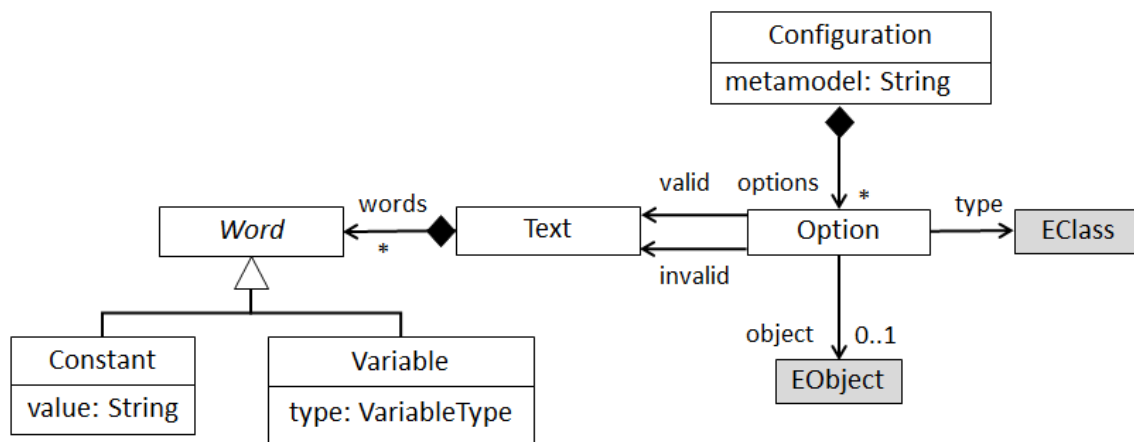 Configuration
metamodel: String
valid options
*
words
type
Word
Text
Option
EClass
*
invalid
object 0..1
Constant
Variable
EObject
value: String
type: VariableType